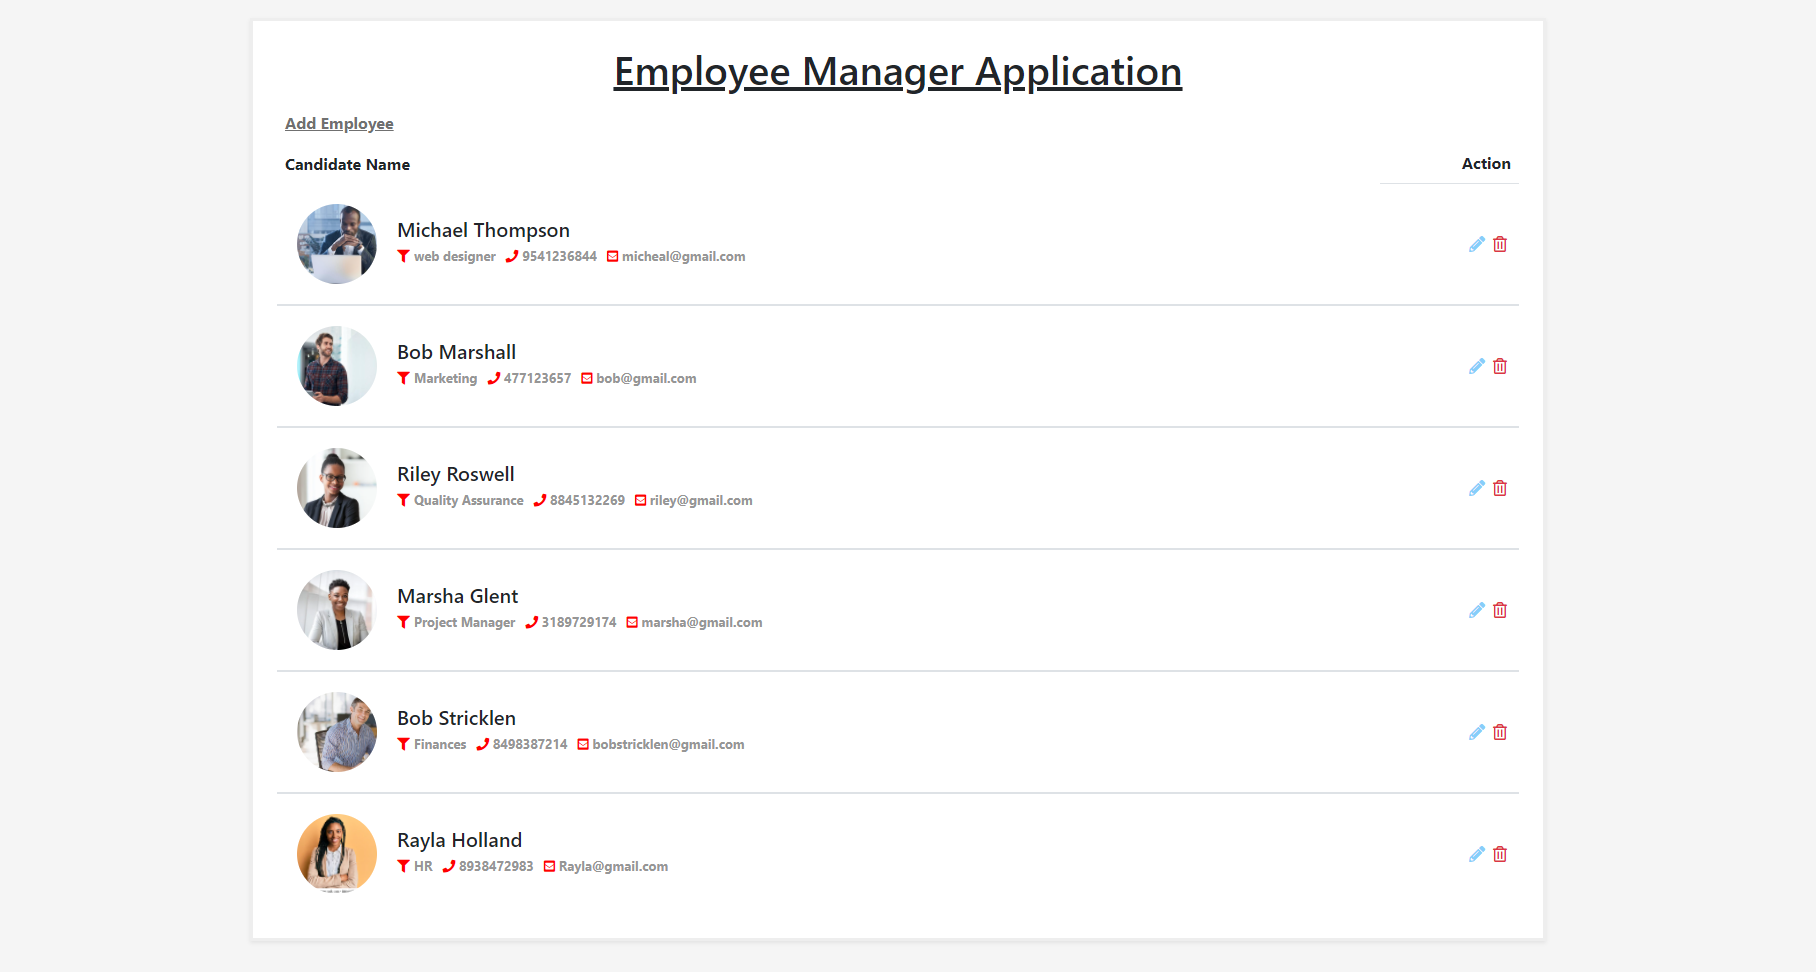 Employee Manager Application
Add Employee
Candidate Name Action
Michael Thompson
web designer 9541236844 micheal@gmail.com
Bob Marshall
Marketing 477123657 bob@gmail.com
Riley Roswell
Quality Assurance 8845132269 riley@gmail.com
Marsha Glent
Project Manager 3189729174 marsha@gmail.com
Bob Stricklen
Finances 8498387214 bobstricklen@gmail.com
Rayla Holland
HR 8938472983 Rayla@gmail.com